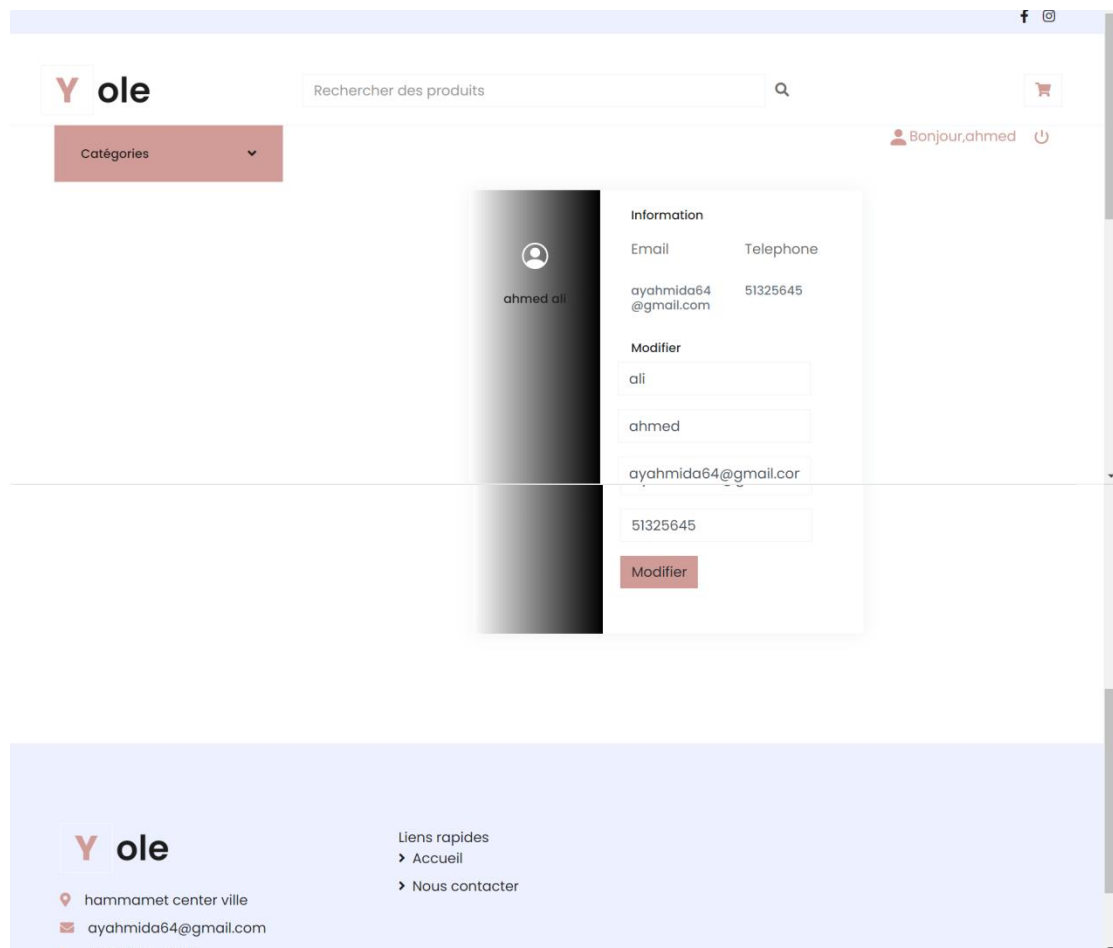 Y ole
Rechercher des produits
Catégories
Bonjour,ahmed
ahmed ali
Information
Email Telephone
ayahmida64
@gmail.com
51325645
Modifier
ali
ahmed
ayahmida64@gmail.cor
51325645
Modifier
Y ole
hammamet center ville
ayahmida64@gmail.com
Liens rapides
Accueil
Nous contacter